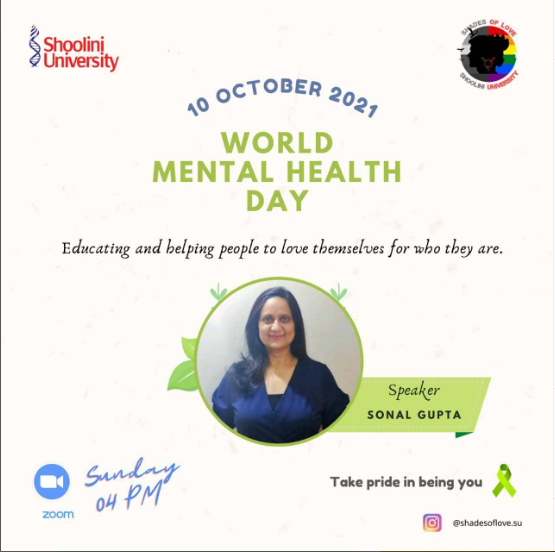 Shoolini
University
SHADES OF LOVE
SHOOLINI UNIVERSITY
10 OCTOBER 2021
WORLD
MENTAL HEALTH
DAY
Educating and helping people to love themselves for who they are.
Speaker
SONAL GUPTA
Sunday
04 PM
zoom
Take pride in being you
@shadesoflove.su